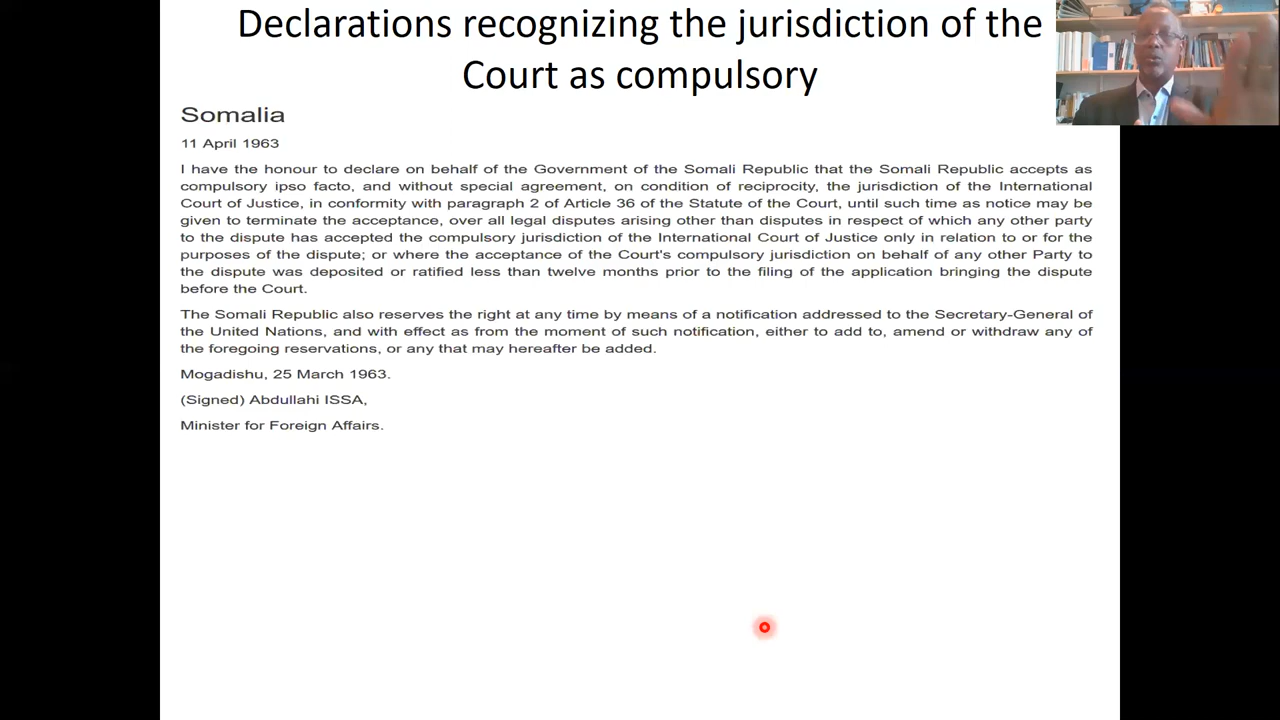 Declarations recognizing the jurisdiction of the
Court as compulsory
Somalia
11 April 1963
I have the honour to declare on behalf of the Government of the Somali Republic that the Somali Republic accepts as
compulsory ipso facto, and without special agreement, on condition of reciprocity, the jurisdiction of the International
Court of Justice, in conformity with paragraph 2 of Article 36 of the Statute of the Court, until such time as notice may be
given to terminate the acceptance, over all legal disputes arising other than disputes in respect of which any other party
to the dispute has accepted the compulsory jurisdiction of the International Court of Justice only in relation to or for the
purposes of the dispute; or where the acceptance of the Court's compulsory jurisdiction on behalf of any other Party to
the dispute was deposited or ratified less than twelve months prior to the filing of the application bringing the dispute
before the Court.
The Somali Republic also reserves the right at any time by means of a notification addressed to the Secretary-General of
the United Nations, and with effect as from the moment of such notification, either to add to, amend or withdraw any of
the foregoing reservations, or any that may hereafter be added.
Mogadishu, 25 March 1963.
(Signed) Abdullahi ISSA,
Minister for Foreign Affairs.